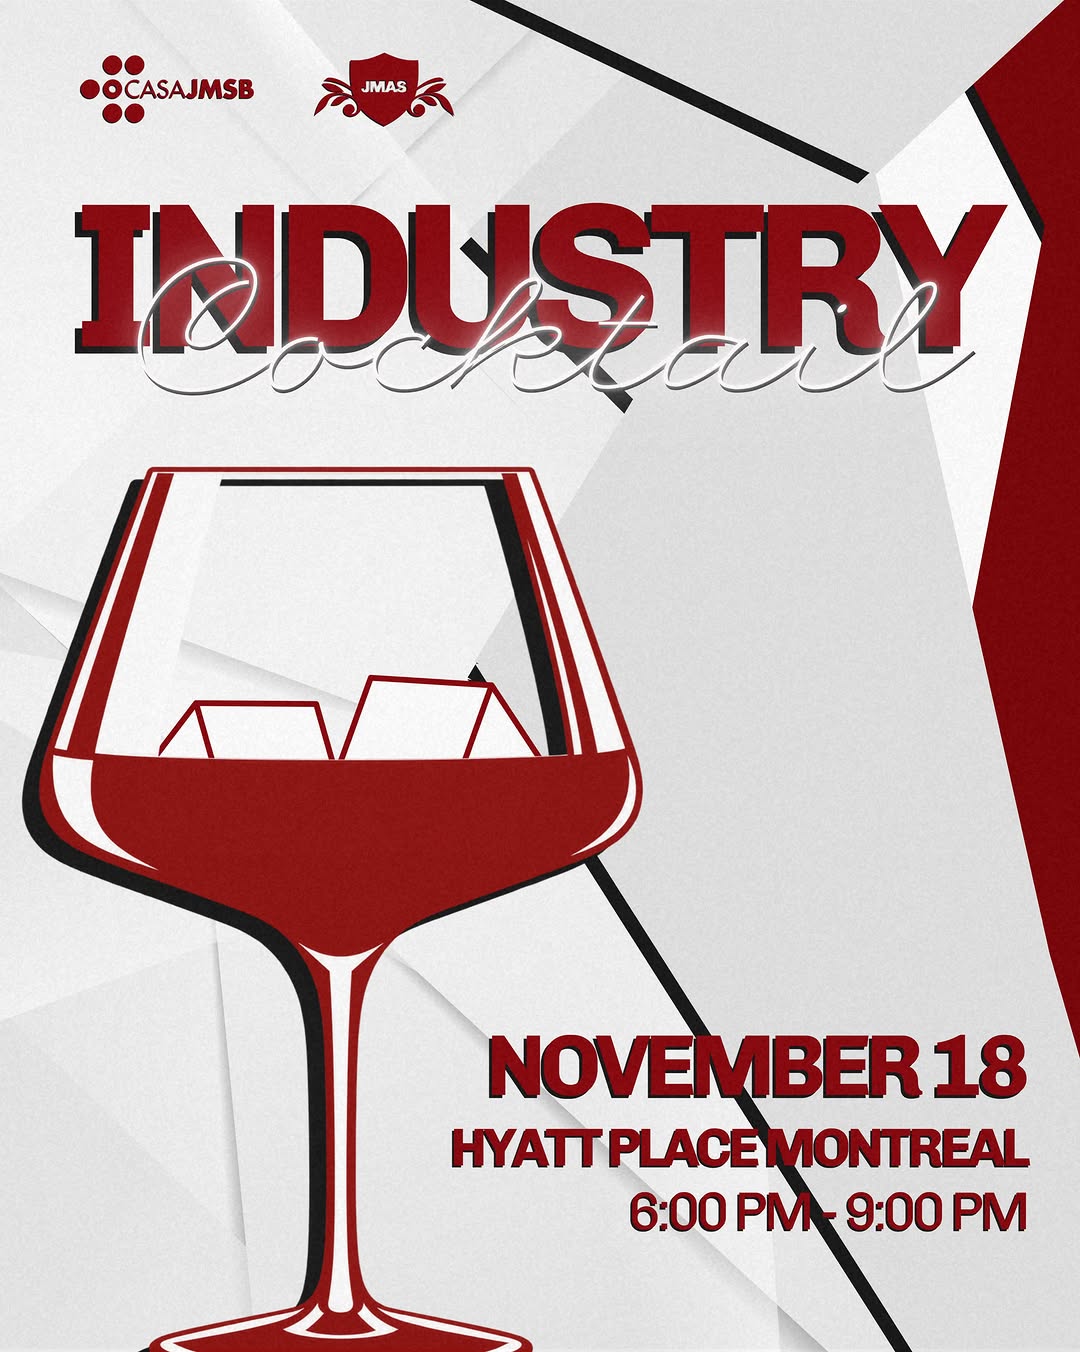 CASAJMSB
JMAS
INDUSTRY
Cocktail
NOVEMBER 18
HYATT PLACE MONTREAL
6:00 PM - 9:00 PM